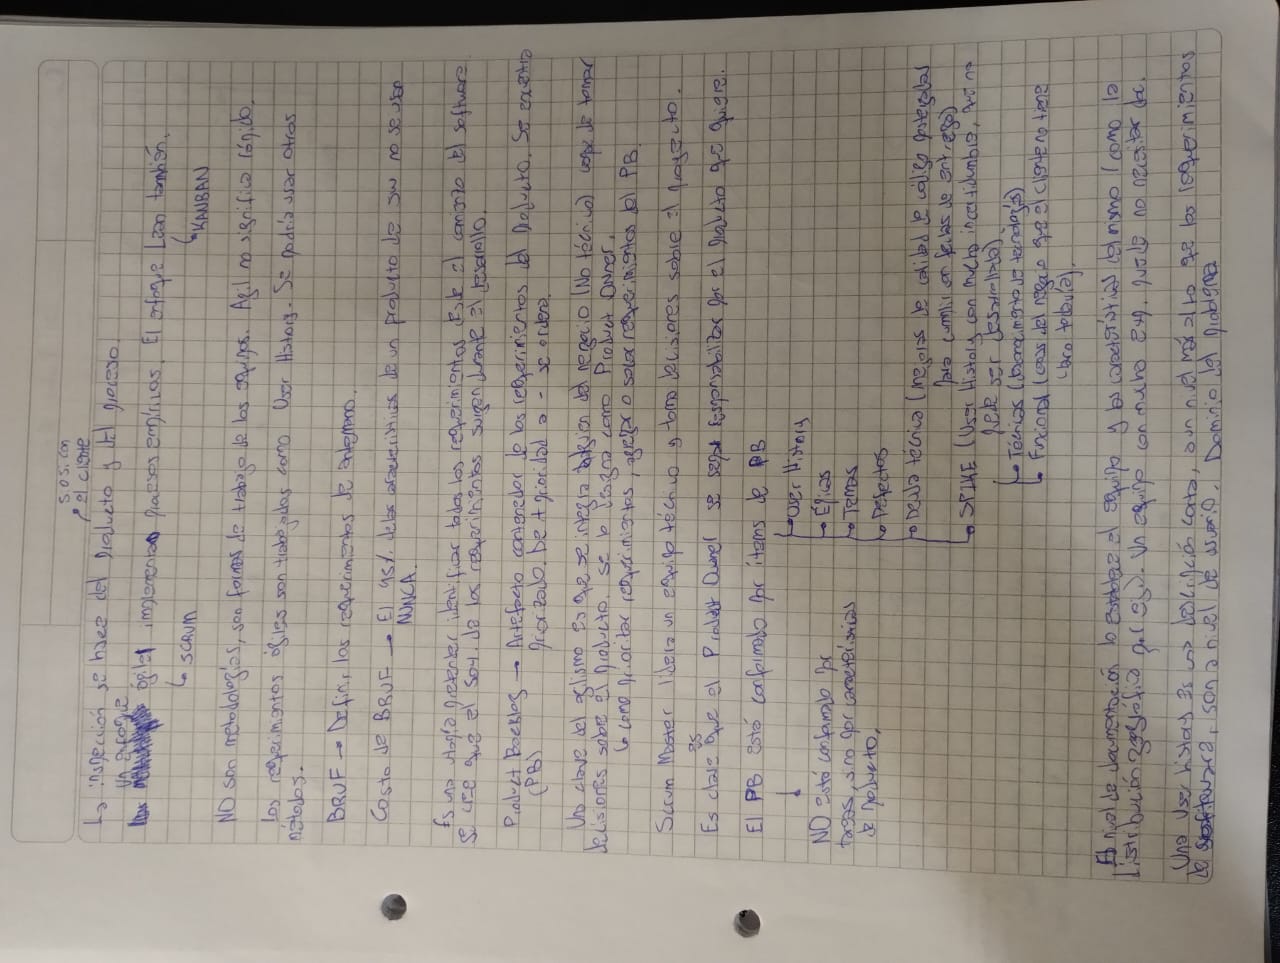 s.o.s. con
el cliente
La inspección se hace del producto y del proceso.
Un enfoque
ágil implementa procesos empíricos. El enfoque Lean también.
↳ SCRUM
↳ KANBAN
NO son metodologías, son formas de trabajo de los equipos. Agil no significa rápido.
Los requerimientos ágiles son trabajados como User History. Se podría usar otros
métodos.
BRUF → Definir los requerimientos de antemano.
Costo de BRUF → El 45% de las características de un producto de sw no se usan
NUNCA.
Es una utopía pretender identificar todos los requerimientos desde el comienzo del software
se cree que el 50% de los requerimientos surgen durante el desarrollo.
Product Backlog → Artefacto contenedor de los requerimientos del producto. Se encuentra
(PB) priorizado. De + prioridad a - se ordena.
Una clave del agilismo es que se integra alguien del negocio (No técnico) capaz de tomar
decisiones sobre el producto. Se lo designa como Product Owner.
↳ como priorizar requerimientos, agregar o sacar requerimientos del PB.
Scrum Master lidera un equipo técnico y toma decisiones sobre el proyecto.
es
Es clave que el Product Owner se sepa responsabilizar por el producto que quiere.
El PB está conformado por items de PB
User History
NO está conformado por
Épicas
tareas, sino por características
Temas
de producto.
Defectos
Deuda técnica (mejoras de calidad de código postergadas
para cumplir con fechas de entrega)
SPIKE (User History con mucha incertidumbre, que no
puede ser desarrollada).
Técnicas (desconocimiento de tecnologías)
Funcional (cosas del negocio que el cliente no tiene
claro todavía).
El nivel de documentación lo establece el equipo y las características del mismo (como la
distribución geográfica por ej). Un equipo con mucha exp. puede no necesitar doc.
Una User history es una descripción corta, a un nivel más alto que los requerimientos
de software, son a nivel de usuario. Dominio del problema